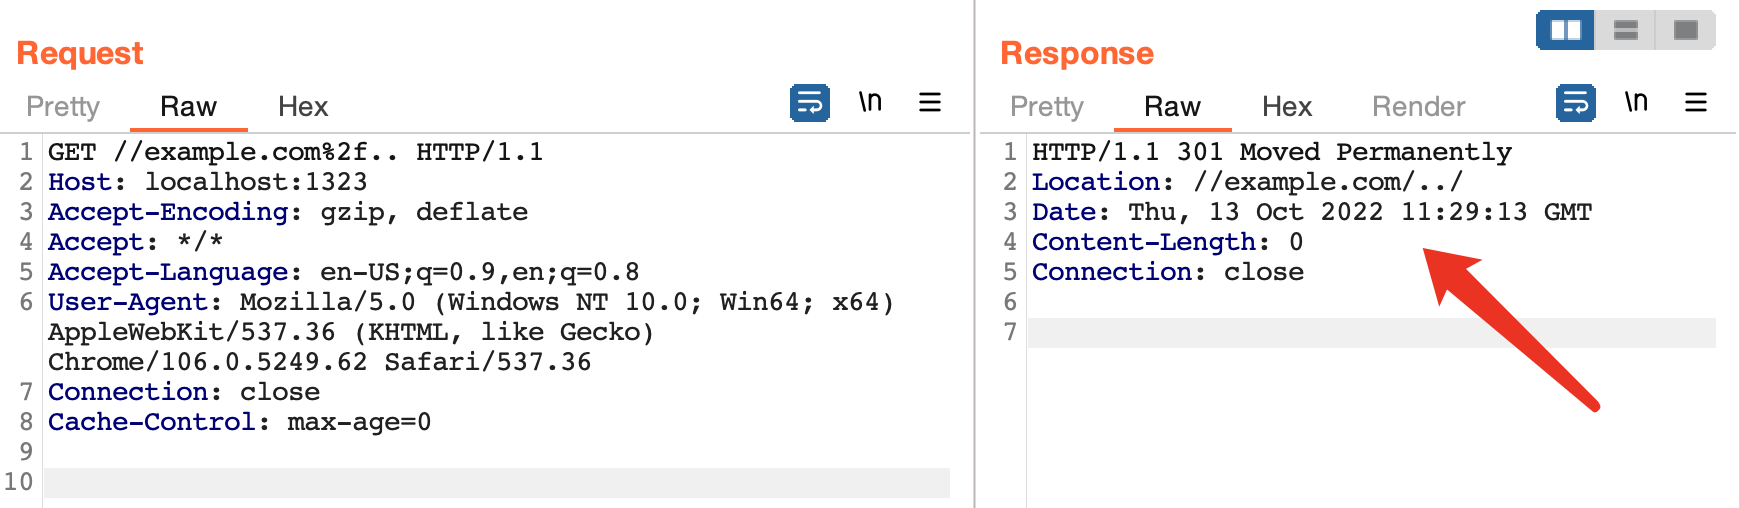 Request
Pretty Raw Hex \n
1 GET //example.com%2f.. HTTP/1.1
2 Host: localhost:1323
3 Accept-Encoding: gzip, deflate
4 Accept: */*
5 Accept-Language: en-US;q=0.9,en;q=0.8
6 User-Agent: Mozilla/5.0 (Windows NT 10.0; Win64; x64)
AppleWebKit/537.36 (KHTML, like Gecko)
Chrome/106.0.5249.62 Safari/537.36
7 Connection: close
8 Cache-Control: max-age=0
9
10
Response
Pretty Raw Hex Render \n
1 HTTP/1.1 301 Moved Permanently
2 Location: //example.com/../
3 Date: Thu, 13 Oct 2022 11:29:13 GMT
4 Content-Length: 0
5 Connection: close
6
7